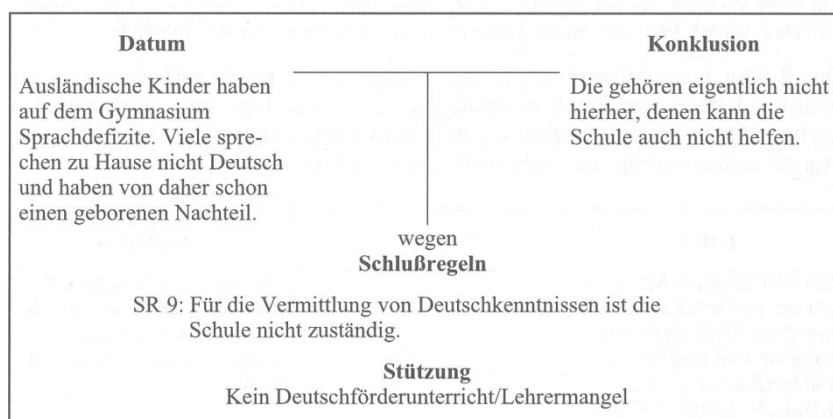 Datum
Konklusion
Ausländische Kinder haben
auf dem Gymnasium
Sprachdefizite. Viele spre-
chen zu Hause nicht Deutsch
und haben von daher schon
einen geborenen Nachteil.
Die gehören eigentlich nicht
hierher, denen kann die
Schule auch nicht helfen.
wegen
Schlußregeln
SR 9: Für die Vermittlung von Deutschkenntnissen ist die
Schule nicht zuständig.
Stützung
Kein Deutschförderunterricht/Lehrermangel